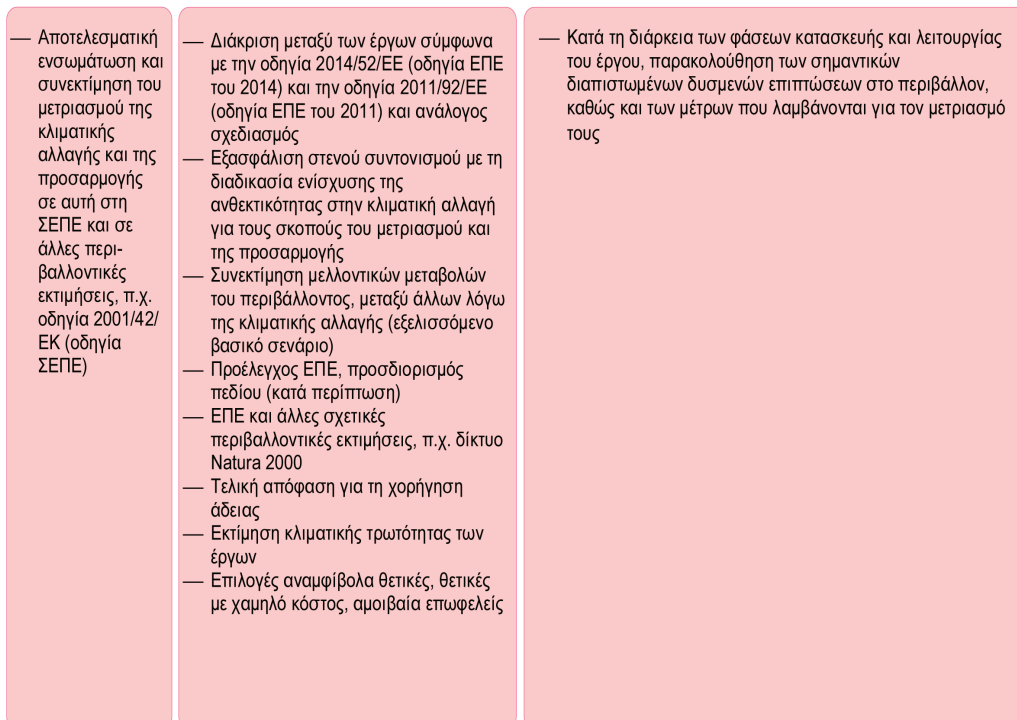 — Αποτελεσματική
ενσωμάτωση και
συνεκτίμηση του
μετριασμού της
κλιματικής
αλλαγής και της
προσαρμογής
σε αυτή στη
ΣΕΠΕ και σε
άλλες περι-
βαλλοντικές
εκτιμήσεις, π.χ.
οδηγία 2001/42/
ΕΚ (οδηγία
ΣΕΠΕ)
— Διάκριση μεταξύ των έργων σύμφωνα
με την οδηγία 2014/52/ΕΕ (οδηγία ΕΠΕ
του 2014) και την οδηγία 2011/92/ΕΕ
(οδηγία ΕΠΕ του 2011) και ανάλογος
σχεδιασμός
— Εξασφάλιση στενού συντονισμού με τη
διαδικασία ενίσχυσης της
ανθεκτικότητας στην κλιματική αλλαγή
για τους σκοπούς του μετριασμού και
της προσαρμογής
— Συνεκτίμηση μελλοντικών μεταβολών
του περιβάλλοντος, μεταξύ άλλων λόγω
της κλιματικής αλλαγής (εξελισσόμενο
βασικό σενάριο)
— Προέλεγχος ΕΠΕ, προσδιορισμός
πεδίου (κατά περίπτωση)
— ΕΠΕ και άλλες σχετικές
περιβαλλοντικές εκτιμήσεις, π.χ. δίκτυο
Natura 2000
— Τελική απόφαση για τη χορήγηση
άδειας
— Εκτίμηση κλιματικής τρωτότητας των
έργων
— Επιλογές αναμφίβολα θετικές, θετικές
με χαμηλό κόστος, αμοιβαία επωφελείς
— Κατά τη διάρκεια των φάσεων κατασκευής και λειτουργίας
του έργου, παρακολούθηση των σημαντικών
διαπιστωμένων δυσμενών επιπτώσεων στο περιβάλλον,
καθώς και των μέτρων που λαμβάνονται για τον μετριασμό
τους